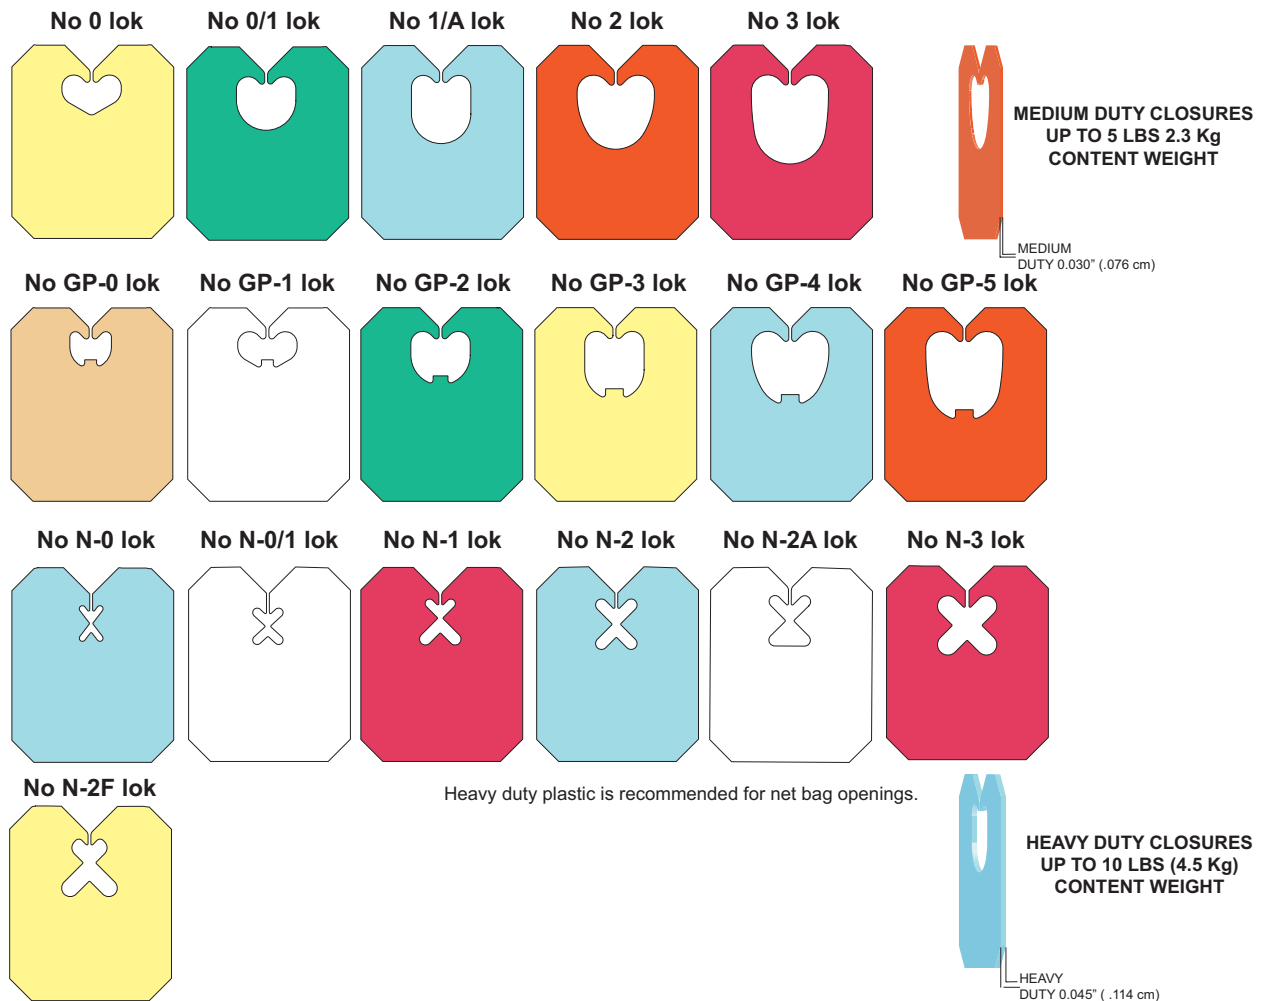 No 0 lok
No 0/1 lok
No 1/A lok
No 2 lok
No 3 lok
MEDIUM DUTY CLOSURES
UP TO 5 LBS 2.3 Kg
CONTENT WEIGHT
MEDIUM
DUTY 0.030” (.076 cm)
No GP-0 lok
No GP-1 lok
No GP-2 lok
No GP-3 lok
No GP-4 lok
No GP-5 lok
No N-0 lok
No N-0/1 lok
No N-1 lok
No N-2 lok
No N-2A lok
No N-3 lok
No N-2F lok
Heavy duty plastic is recommended for net bag openings.
HEAVY DUTY CLOSURES
UP TO 10 LBS (4.5 Kg)
CONTENT WEIGHT
HEAVY
DUTY 0.045” ( .114 cm)